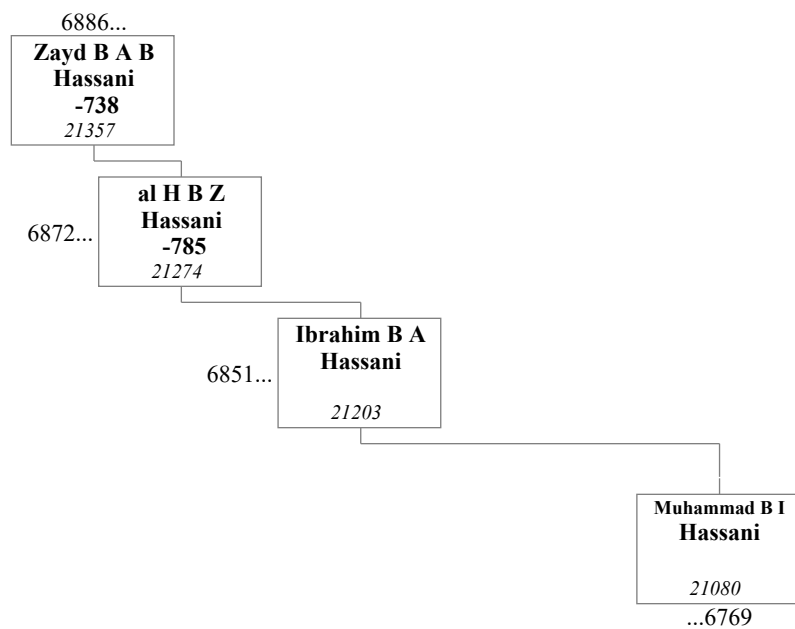 6886...
Zayd B A B
Hassani
-738
21357
al H B Z
Hassani
-785
21274
6872...
Ibrahim B A
Hassani
21203
6851...
Muhammad B I
Hassani
21080
...6769